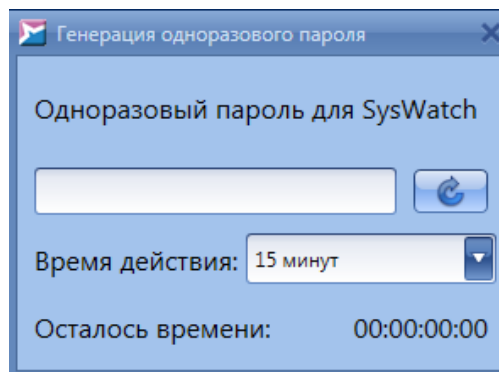 Генерация одноразового пароля
Одноразовый пароль для SysWatch
Время действия: 15 минут
Осталось времени: 00:00:00:00